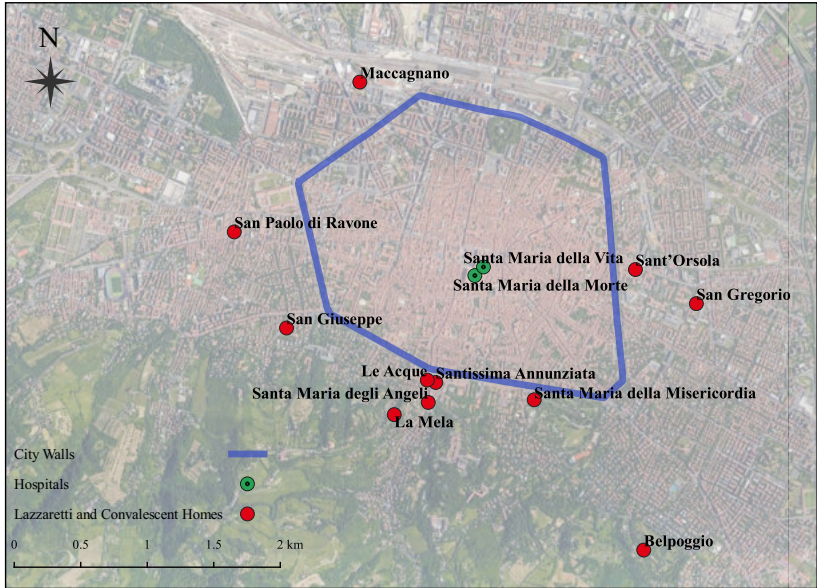 N
Maccagnano
San Paolo di Ravone
Santa Maria della Vita
Sant’Orsola
Santa Maria della Morte
San Gregorio
San Giuseppe
Le Acque
Santissima Annunziata
Santa Maria degli Angeli
Santa Maria della Misericordia
La Mela
City Walls
Hospitals
Lazzaretti and Convalescent Homes
Belpoggio
0 0.5 1 1.5 2 km